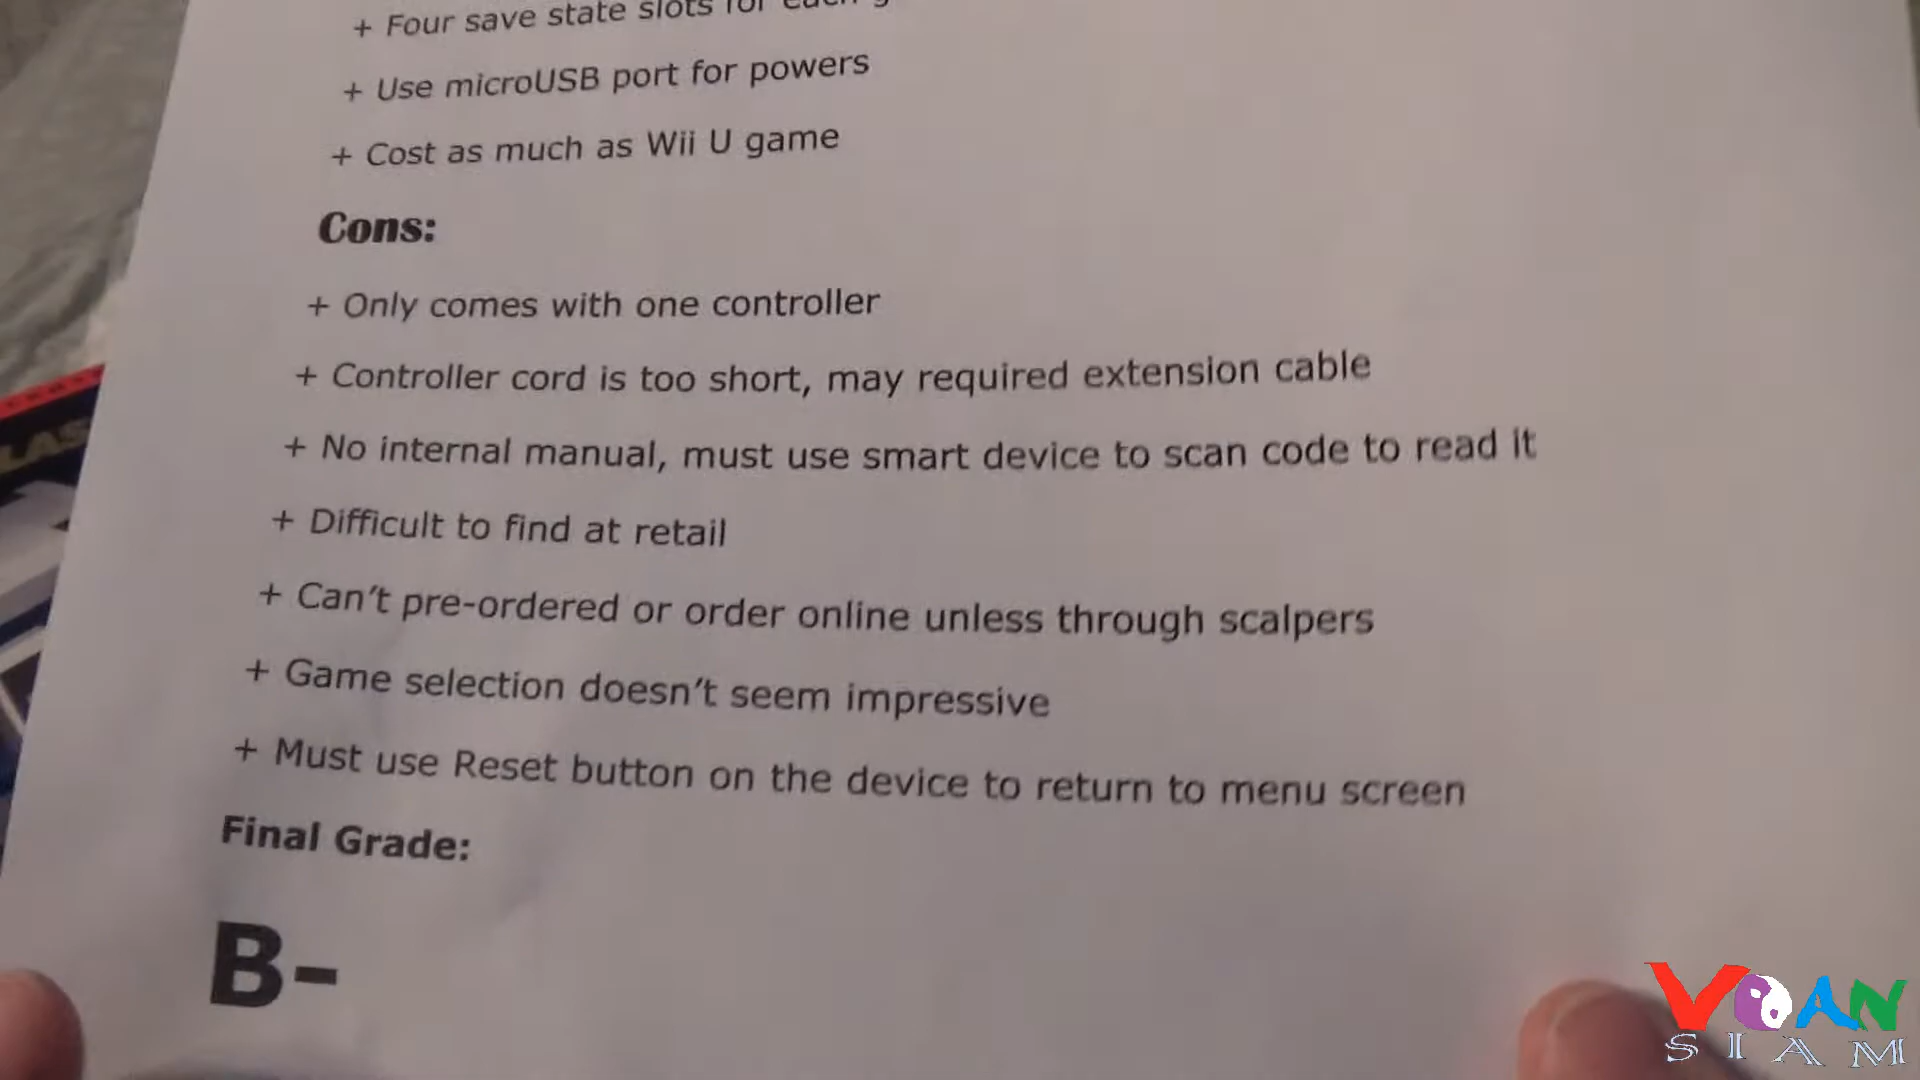 + Four save state slots for each
+ Use microUSB port for powers
+ Cost as much as Wii U game
Cons:
+ Only comes with one controller
+ Controller cord is too short, may required extension cable
+ No internal manual, must use smart device to scan code to read it
+ Difficult to find at retail
+ Can't pre-ordered or order online unless through scalpers
+ Game selection doesn't seem impressive
+ Must use Reset button on the device to return to menu screen
Final Grade:
B-
LAS
VOAN
SIAM